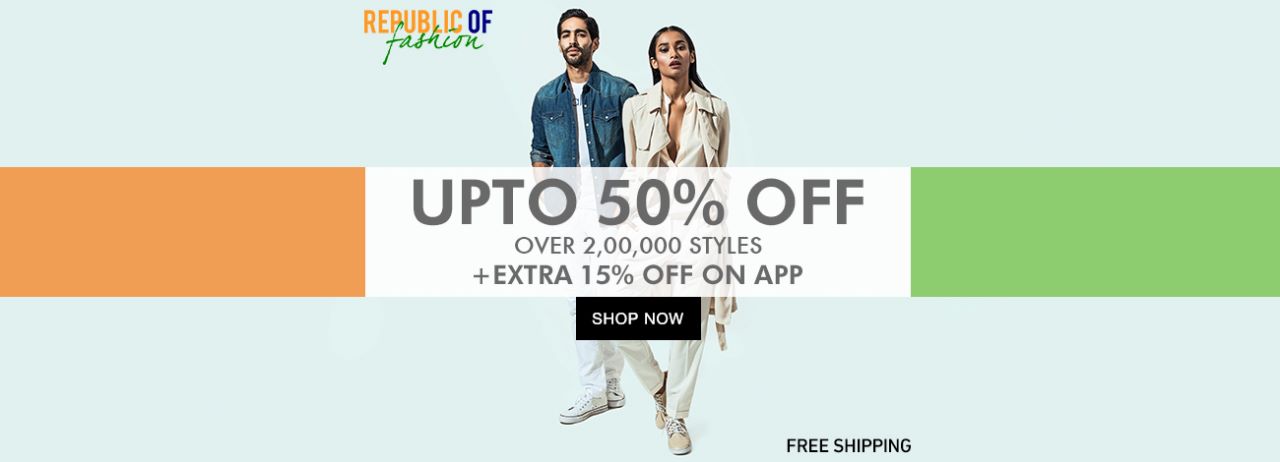 REPUBLIC OF
fashion
UPTO 50% OFF
OVER 2,00,000 STYLES
+EXTRA 15% OFF ON APP
SHOP NOW
FREE SHIPPING